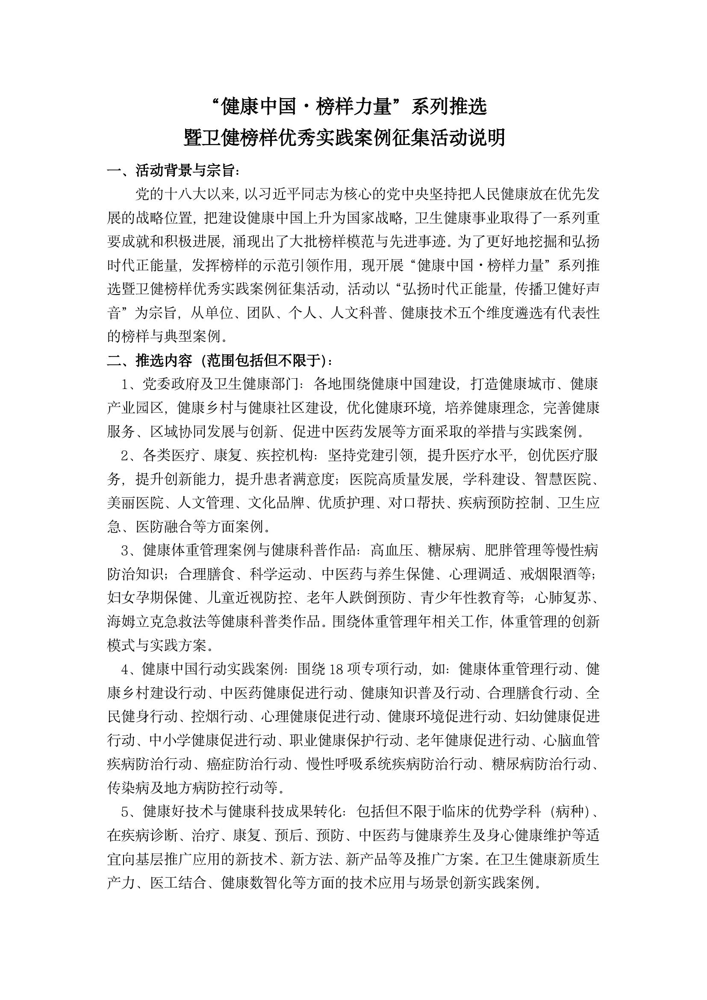 “健康中国·榜样力量”系列推选
暨卫健榜样优秀实践案例征集活动说明
一、活动背景与宗旨：
党的十八大以来，以习近平同志为核心的党中央坚持把人民健康放在优先发
展的战略位置，把建设健康中国上升为国家战略，卫生健康事业取得了一系列重
要成就和积极进展，涌现出了大批榜样模范与先进事迹。为了更好地挖掘和弘扬
时代正能量，发挥榜样的示范引领作用，现开展“健康中国·榜样力量”系列推
选暨卫健榜样优秀实践案例征集活动，活动以“弘扬时代正能量，传播卫健好声
音”为宗旨，从单位、团队、个人、人文科普、健康技术五个维度遴选有代表性
的榜样与典型案例。
二、推选内容（范围包括但不限于）：
1、党委政府及卫生健康部门：各地围绕健康中国建设，打造健康城市、健康
产业园区，健康乡村与健康社区建设，优化健康环境，培养健康理念，完善健康
服务、区域协同发展与创新、促进中医药发展等方面采取的举措与实践案例。
2、各类医疗、康复、疾控机构：坚持党建引领，提升医疗水平，创优医疗服
务，提升创新能力，提升患者满意度；医院高质量发展，学科建设、智慧医院、
美丽医院、人文管理、文化品牌、优质护理、对口帮扶、疾病预防控制、卫生应
急、医防融合等方面案例。
3、健康体重管理案例与健康科普作品：高血压、糖尿病、肥胖管理等慢性病
防治知识；合理膳食、科学运动、中医药与养生保健、心理调适、戒烟限酒等；
妇女孕期保健、儿童近视防控、老年人跌倒预防、青少年性教育等；心肺复苏、
海姆立克急救法等健康科普类作品。围绕体重管理年相关工作，体重管理的创新
模式与实践方案。
4、健康中国行动实践案例：围绕 18 项专项行动，如：健康体重管理行动、健
康乡村建设行动、中医药健康促进行动、健康知识普及行动、合理膳食行动、全
民健身行动、控烟行动、心理健康促进行动、健康环境促进行动、妇幼健康促进
行动、中小学健康促进行动、职业健康保护行动、老年健康促进行动、心脑血管
疾病防治行动、癌症防治行动、慢性呼吸系统疾病防治行动、糖尿病防治行动、
传染病及地方病防控行动等。
5、健康好技术与健康科技成果转化：包括但不限于临床的优势学科（病种）、
在疾病诊断、治疗、康复、预后、预防、中医药与健康养生及身心健康维护等适
宜向基层推广应用的新技术、新方法、新产品等及推广方案。在卫生健康新质生
产力、医工结合、健康数智化等方面的技术应用与场景创新实践案例。